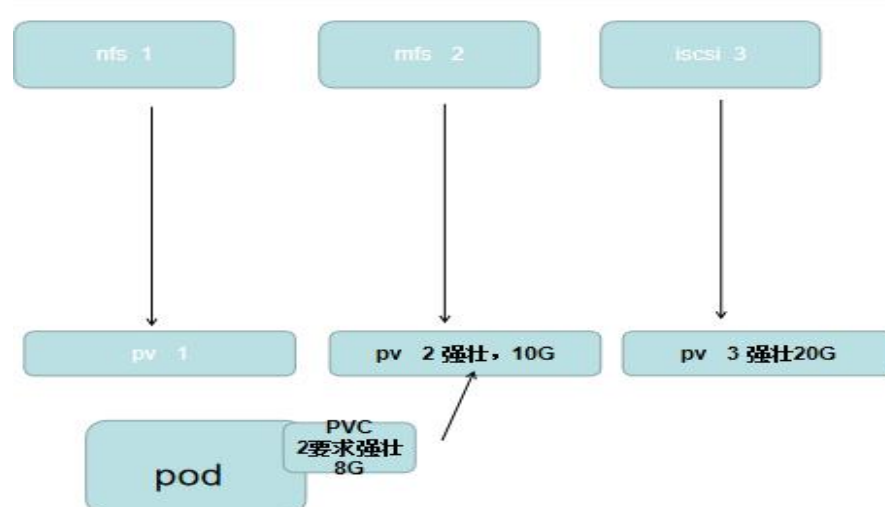 nfs 1
mfs 2
iscsi 3
pv 1
pv 2 强壮，10G
pv 3 强壮20G
PVC
2要求强壮
8G
pod